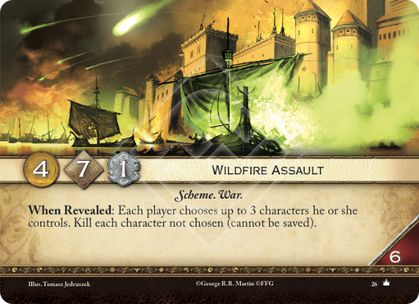 4 7 1 WILDFIRE ASSAULT
Scheme. War.
When Revealed: Each player chooses up to 3 characters he or she
controls. Kill each character not chosen (cannot be saved).
6
Illus. Tomasz Jedruszek ©George R.R. Martin ©FFG 26